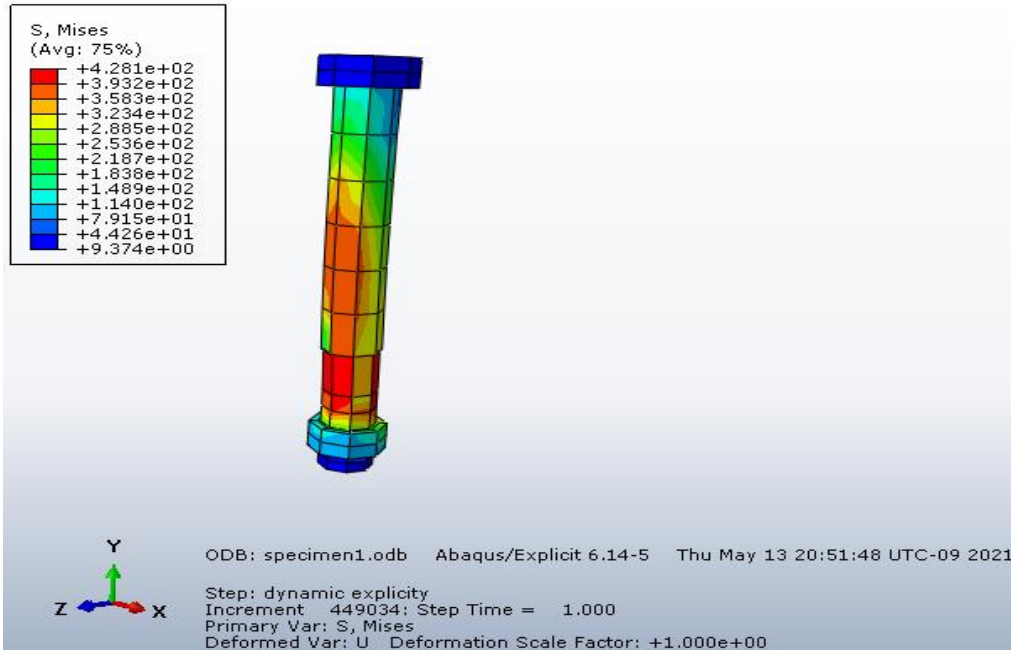 S, Mises
(Avg: 75%)
+4.281e+02
+3.932e+02
+3.583e+02
+3.234e+02
+2.885e+02
+2.536e+02
+2.187e+02
+1.838e+02
+1.489e+02
+1.140e+02
+7.915e+01
+4.426e+01
+9.374e+00
Y
Z
X
ODB: specimen1.odb Abaqus/Explicit 6.14-5 Thu May 13 20:51:48 UTC-09 2021
Step: dynamic explicity
Increment 449034: Step Time = 1.000
Primary Var: S, Mises
Deformed Var: U Deformation Scale Factor: +1.000e+00